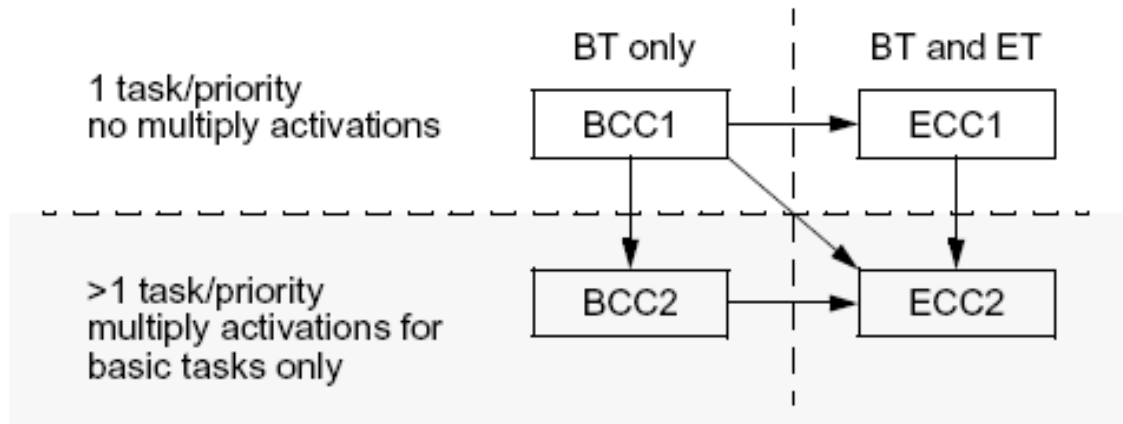 BT only
BT and ET
1 task/priority
no multiply activations
BCC1
ECC1
>1 task/priority
multiply activations for
basic tasks only
BCC2
ECC2